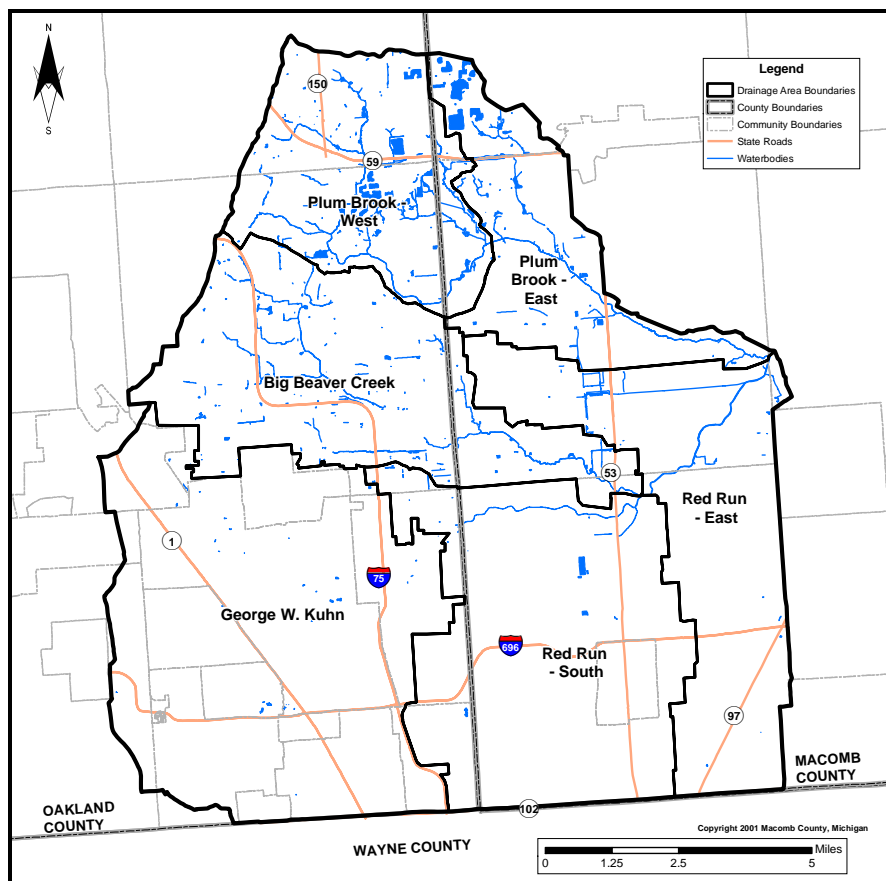 N
S
Legend
Drainage Area Boundaries
County Boundaries
Community Boundaries
State Roads
Waterbodies
150
59
Plum Brook -
West
Plum
Brook -
East
Big Beaver Creek
53
Red Run
- East
1
75
George W. Kuhn
696
Red Run
- South
97
MACOMB
COUNTY
OAKLAND
COUNTY
102
WAYNE COUNTY
Copyright 2001 Macomb County, Michigan
Miles
0 1.25 2.5 5